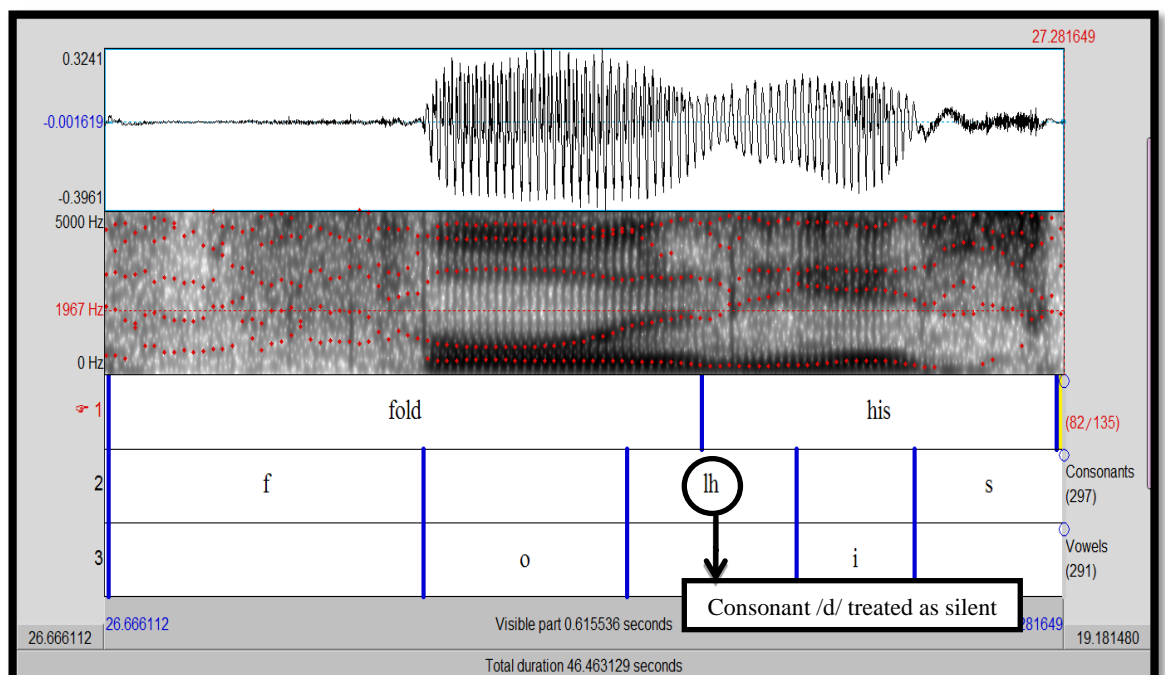 27.281649
0.3241
-0.001619
-0.3961
5000 Hz
1967 Hz
0 Hz
☞ 1 fold his (82/135)
2 f lh s Consonants (297)
3 o i Vowels (291)
Consonant /d/ treated as silent
26.666112 26.666112 Visible part 0.615536 seconds 281649 19.181480
Total duration 46.463129 seconds